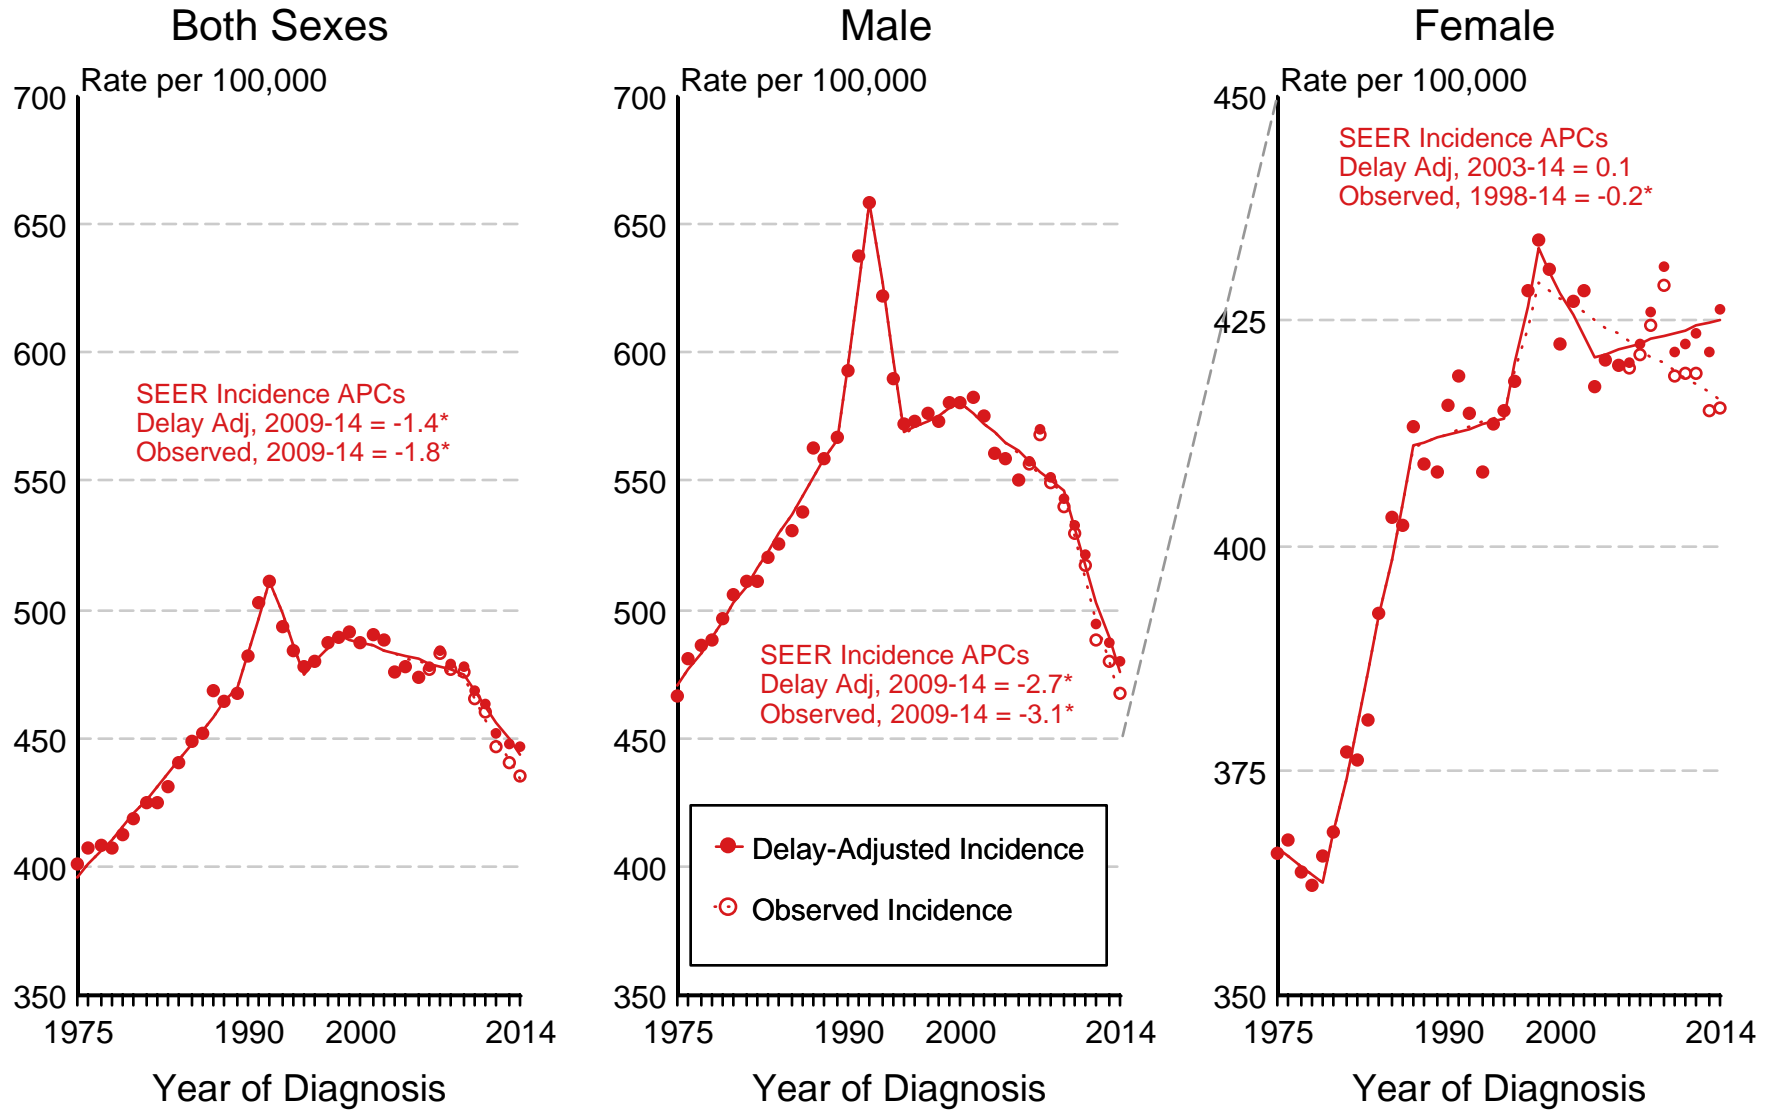 Both Sexes
Rate per 100,000
700
650
600
550
500
450
400
350
SEER Incidence APCs
Delay Adj, 2009-14 = -1.4*
Observed, 2009-14 = -1.8*
1975 1990 2000 2014
Year of Diagnosis
Male
Rate per 100,000
700
650
600
550
500
450
400
350
SEER Incidence APCs
Delay Adj, 2009-14 = -2.7*
Observed, 2009-14 = -3.1*
Delay-Adjusted Incidence
Observed Incidence
1975 1990 2000 2014
Year of Diagnosis
Female
Rate per 100,000
450
425
400
375
350
SEER Incidence APCs
Delay Adj, 2003-14 = 0.1
Observed, 1998-14 = -0.2*
1975 1990 2000 2014
Year of Diagnosis